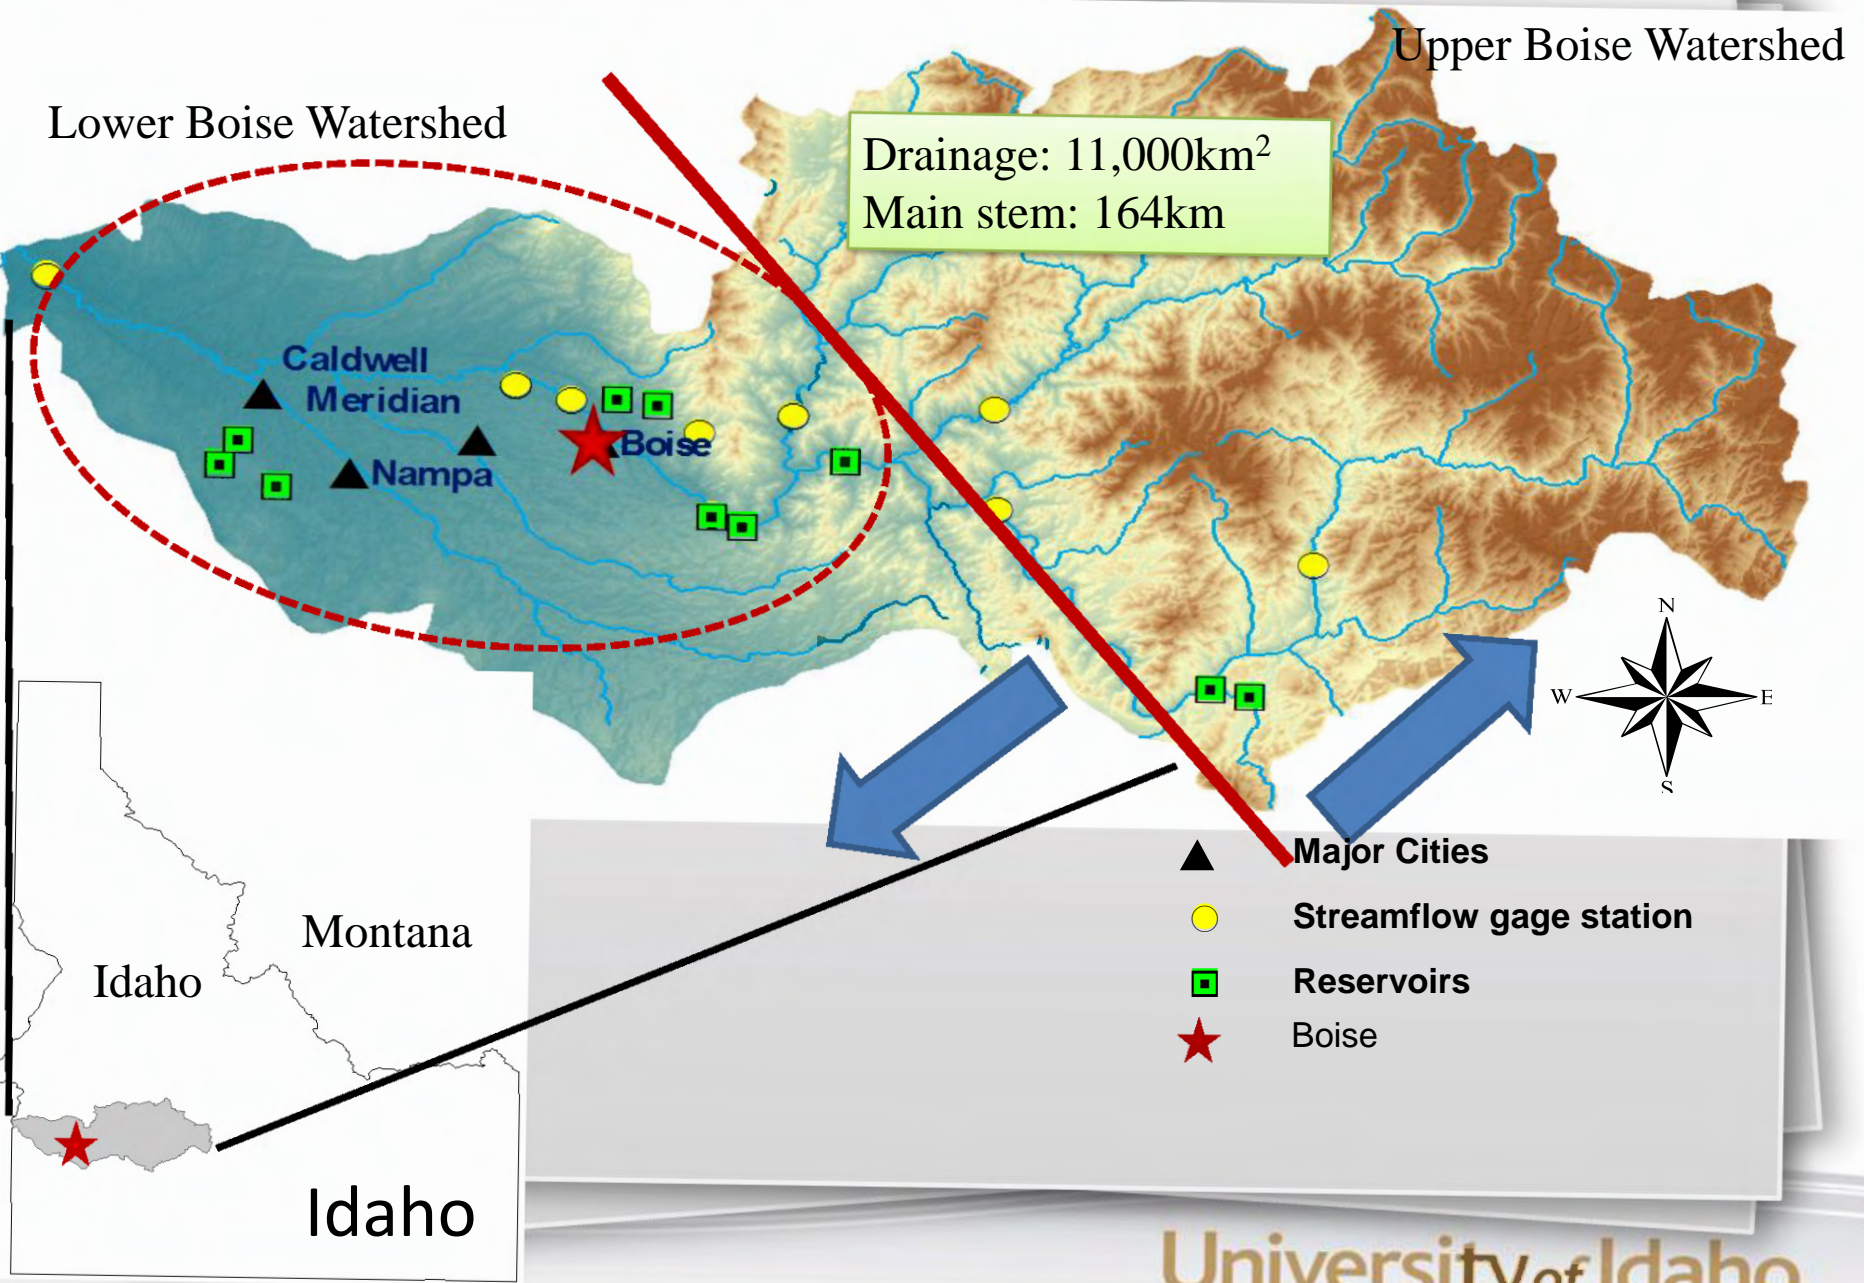 Upper Boise Watershed
Lower Boise Watershed
Drainage: 11,000km²
Main stem: 164km
Caldwell
Meridian
Boise
Nampa
N
W
E
S
Major Cities
Streamflow gage station
Reservoirs
Boise
Montana
Idaho
Idaho
University of Idaho